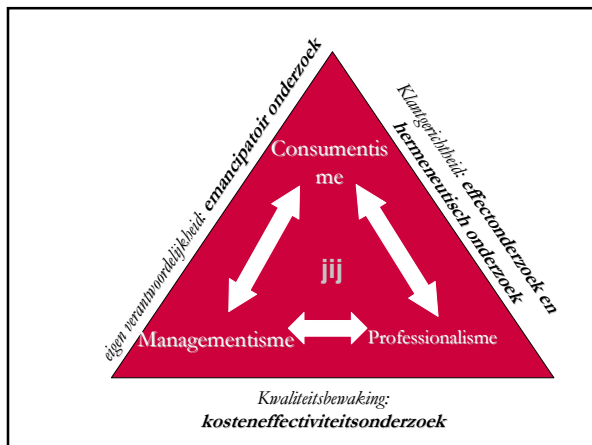 eigen verantwoordelijkheid: emancipatoir onderzoek
Klantgerichtheid: effectonderzoek en
hermeneutisch onderzoek
Consumentis
me
jij
Managementisme
Professionalisme
Kwaliteitsbewaking:
kosteneffectiviteitsonderzoek